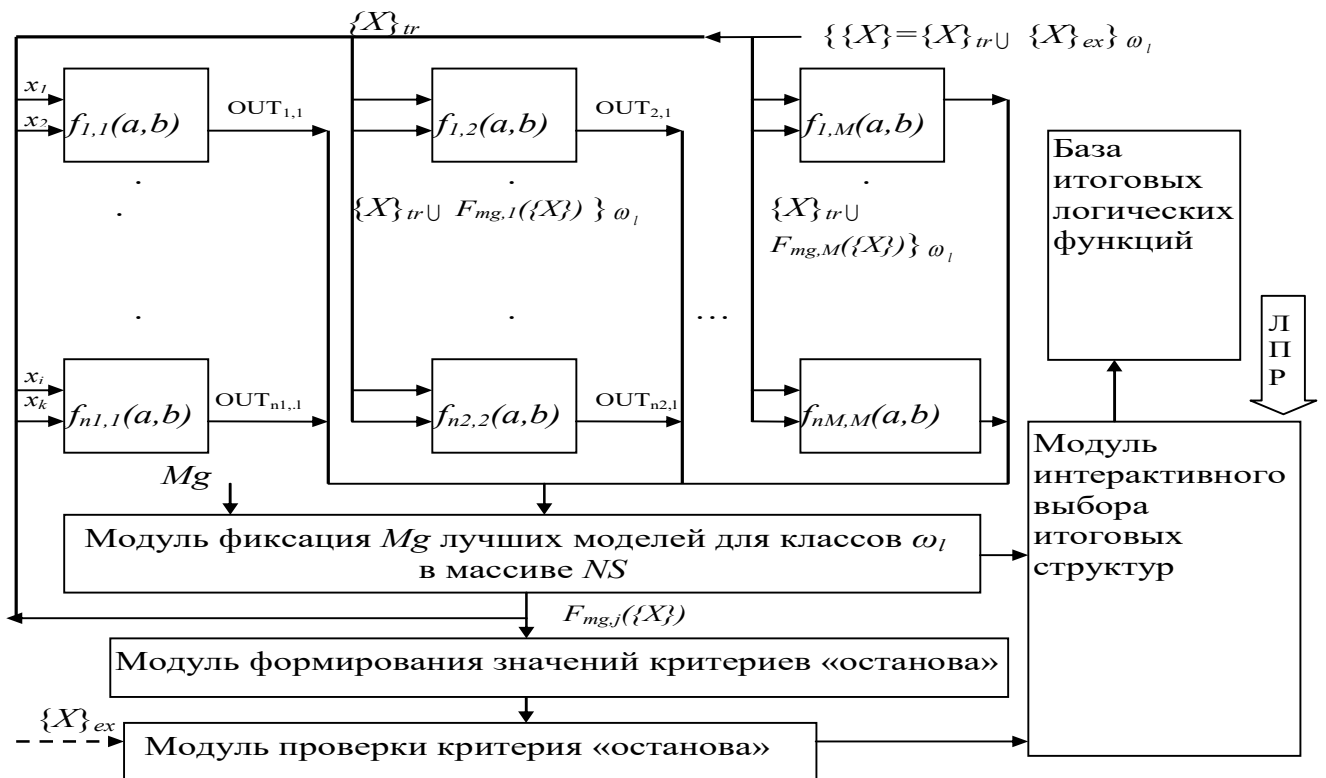 {X}tr
{ {X}={X}tr∪ {X}ex} ωl
x1
x2
f1,1(a,b)
OUT1,1
f1,2(a,b)
OUT2,1
f1,M(a,b)
База
итоговых
логических
функций
{X}tr∪ Fmg,1({X}) } ωl
{X}tr∪
Fmg,M({X})} ωl
...
Л
П
Р
xi
xk
fn1,1(a,b)
OUTn1,.1
fn2,2(a,b)
OUTn2,1
fnM,M(a,b)
Модуль
интерактивного
выбора
итоговых
структур
Mg
Модуль фиксация Mg лучших моделей для классов ωl
в массиве NS
Fmg,j({X})
Модуль формирования значений критериев «останова»
{X}ex
Модуль проверки критерия «останова»